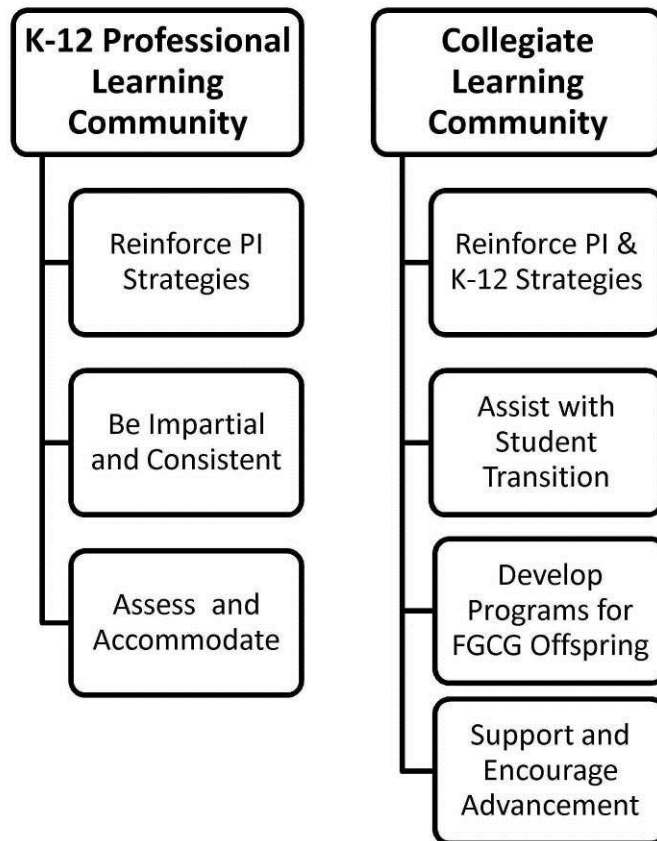 K-12 Professional
Learning
Community
Reinforce PI
Strategies
Be Impartial
and Consistent
Assess and
Accommodate
Collegiate
Learning
Community
Reinforce PI &
K-12 Strategies
Assist with
Student
Transition
Develop
Programs for
FGCG Offspring
Support and
Encourage
Advancement